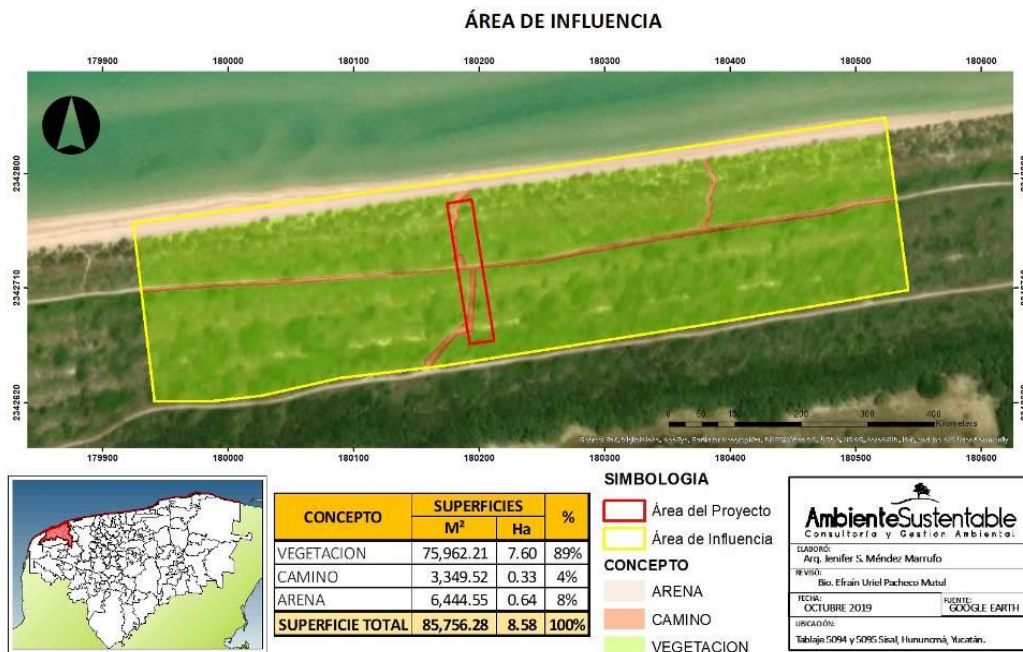 ÁREA DE INFLUENCIA
179900 180000 180100 180200 180300 180400 180500 180600
2342800
2342710
2342620
0 50 100 200 300 400
Kilometers
179900 180000 180100 180200 180300 180400 180500 180600
CONCEPTO SUPERFICIES %
M² Ha
VEGETACION 75,962.21 7.60 89%
CAMINO 3,349.52 0.33 4%
ARENA 6,444.55 0.64 8%
SUPERFICIE TOTAL 85,756.28 8.58 100%
SIMBOLOGIA
Área del Proyecto
Área de Influencia
CONCEPTO
ARENA
CAMINO
VEGETACION
AmbienteSustentable
Consultoría y Gestión Ambiental
ELABORÓ:
Arq. Jenifer S. Méndez Marrufo
REVISÓ:
Bio. Efraín Uriel Pacheco Mutul
FECHA:
OCTUBRE 2019
FUENTE:
GOOGLE EARTH
UBICACIÓN:
Tablaje 5094 y 5095 Sisal, Hunucmá, Yucatán.